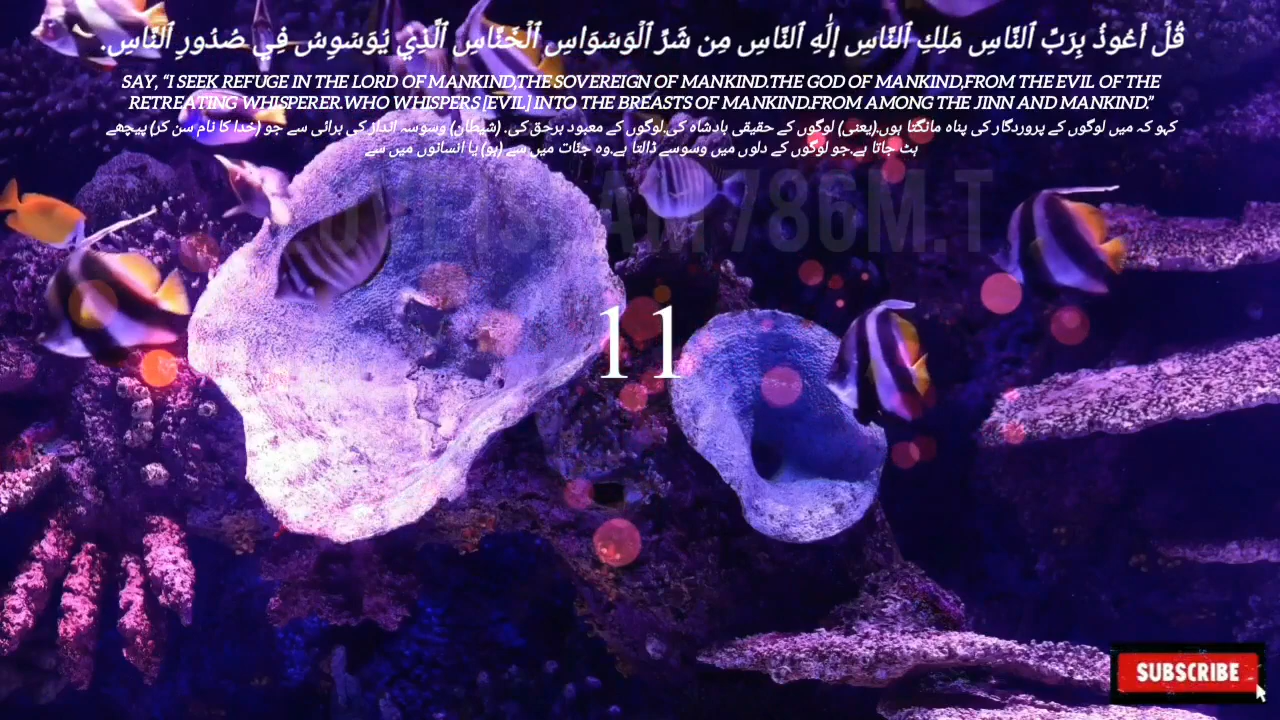 قُلْ أَعُوذُ بِرَبِّ ٱلنَّاسِ مَلِكِ ٱلنَّاسِ إِلَٰهِ ٱلنَّاسِ مِن شَرِّ ٱلْوَسْوَاسِ ٱلْخَنَّاسِ ٱلَّذِي يُوَسْوِسُ فِي صُدُورِ ٱلنَّاسِ.
SAY, “I SEEK REFUGE IN THE LORD OF MANKIND,THE SOVEREIGN OF MANKIND.THE GOD OF MANKIND,FROM THE EVIL OF THE
RETREATING WHISPERER.WHO WHISPERS [EVIL] INTO THE BREASTS OF MANKIND.FROM AMONG THE JINN AND MANKIND.”
کہو کہ میں لوگوں کے پروردگار کی پناہ مانگتا ہوں.(یعنی) لوگوں کے حقیقی بادشاہ کی.لوگوں کے معبود برحق کی. (شیطان) وسوسہ انداز کی برائی سے جو (خدا کا نام سن کر) پیچھے
ہٹ جاتا ہے.جو لوگوں کے دلوں میں وسوسے ڈالتا ہے.وہ جنّات میں سے (ہو) یا انسانوں میں سے
786M.T
11
SUBSCRIBE